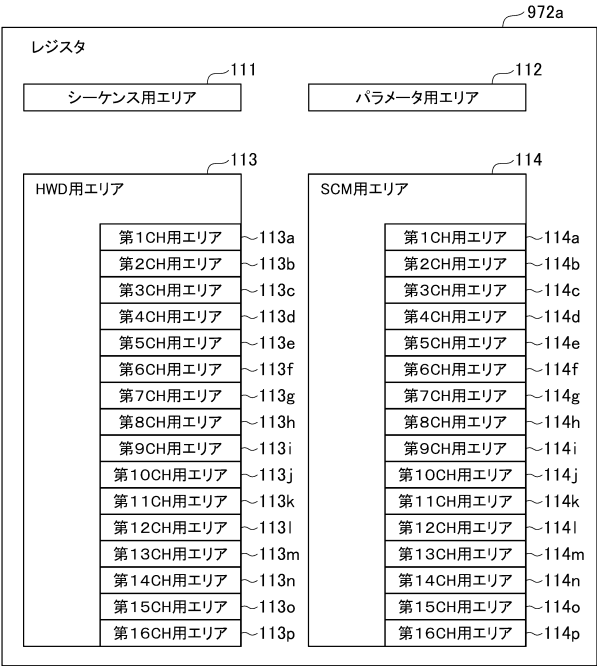 972a
レジスタ
111
シーケンス用エリア
112
パラメータ用エリア
113
HWD用エリア
第1CH用エリア 113a
第2CH用エリア 113b
第3CH用エリア 113c
第4CH用エリア 113d
第5CH用エリア 113e
第6CH用エリア 113f
第7CH用エリア 113g
第8CH用エリア 113h
第9CH用エリア 113i
第10CH用エリア 113j
第11CH用エリア 113k
第12CH用エリア 113l
第13CH用エリア 113m
第14CH用エリア 113n
第15CH用エリア 113o
第16CH用エリア 113p
114
SCM用エリア
第1CH用エリア 114a
第2CH用エリア 114b
第3CH用エリア 114c
第4CH用エリア 114d
第5CH用エリア 114e
第6CH用エリア 114f
第7CH用エリア 114g
第8CH用エリア 114h
第9CH用エリア 114i
第10CH用エリア 114j
第11CH用エリア 114k
第12CH用エリア 114l
第13CH用エリア 114m
第14CH用エリア 114n
第15CH用エリア 114o
第16CH用エリア 114p